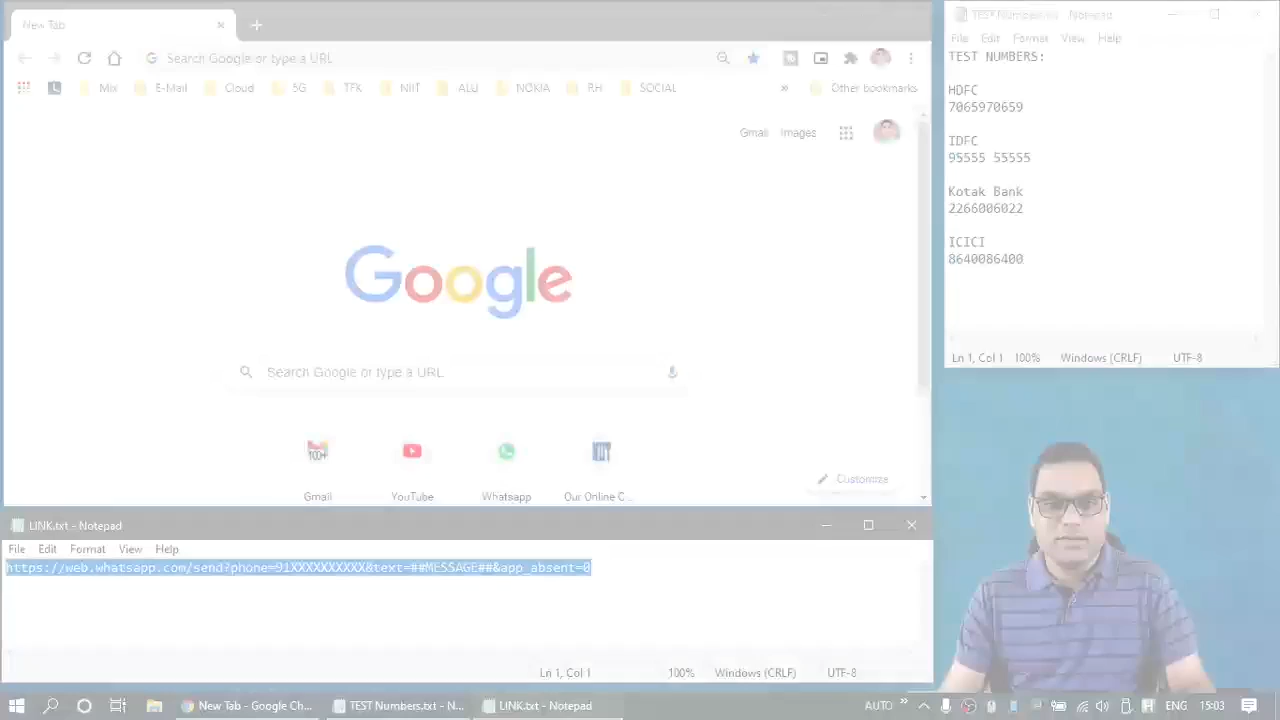 New Tab
Search Google or type a URL
Mix
E-Mail
Cloud
5G
TFK
NIIT
ALU
NOKIA
RH
SOCIAL
Other bookmarks
Gmail
Images
Google
Search Google or type a URL
100+
Gmail
YouTube
Whatsapp
Our Online C...
Customize
TEST Numbers.txt - Notepad
File Edit Format View Help
TEST NUMBERS:
HDFC
7065970659
IDFC
95555 55555
Kotak Bank
2266006022
ICICI
8640086400
Ln 1, Col 1 100% Windows (CRLF) UTF-8
LINK.txt - Notepad
File Edit Format View Help
https://web.whatsapp.com/send?phone=91XXXXXXXXXX&text=##MESSAGE##&app_absent=0
Ln 1, Col 1 100% Windows (CRLF) UTF-8
New Tab - Google Ch...
TEST Numbers.txt - N...
LINK.txt - Notepad
AUTO
ENG
15:03